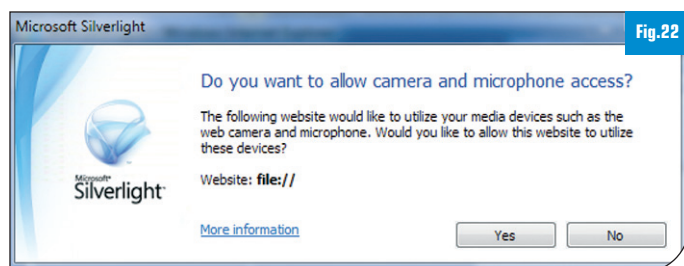 Microsoft Silverlight
Fig.22
Do you want to allow camera and microphone access?
The following website would like to utilize your media devices such as the
web camera and microphone. Would you like to allow this website to utilize
these devices?
Website: file://
Microsoft®
Silverlight™
More information
Yes
No